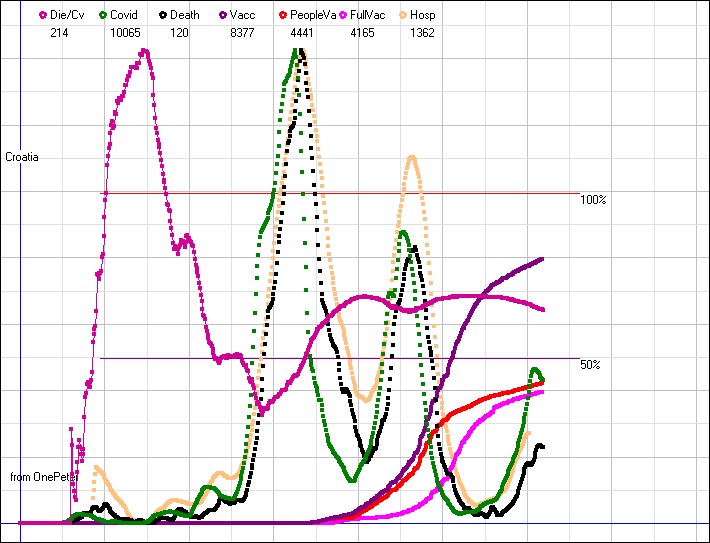 Die/Cv Covid Death Vacc PeopleVa FullVac Hosp
214 10065 120 8377 4441 4165 1362
Croatia
100%
50%
from OnePeter